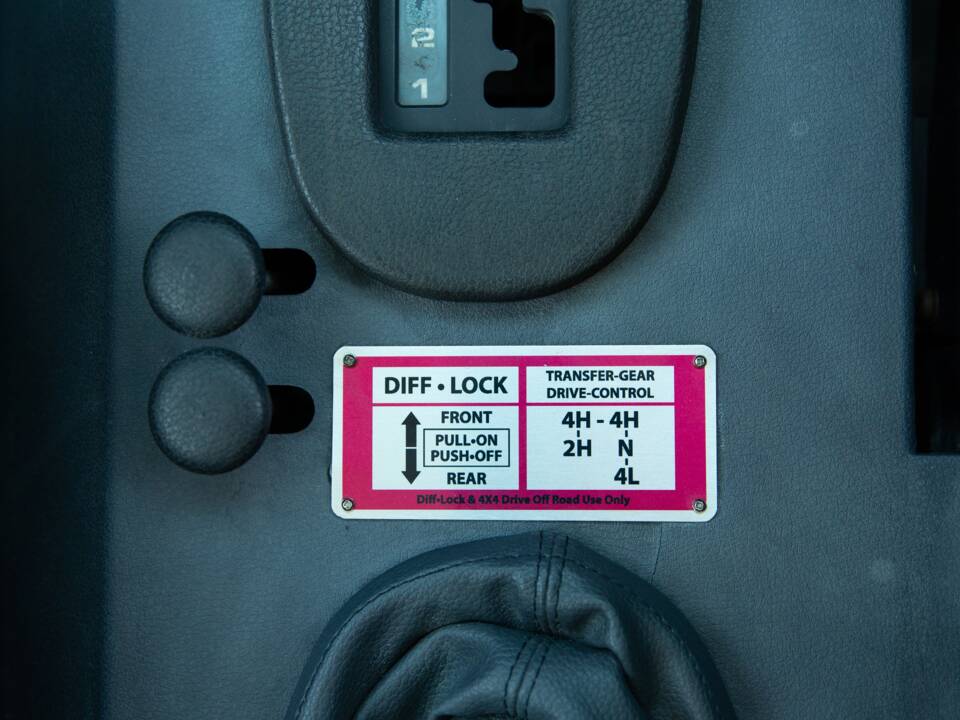 2
1
DIFF • LOCK
FRONT
PULL•ON
PUSH•OFF
REAR
TRANSFER-GEAR
DRIVE-CONTROL
4H - 4H
2H N
4L
Diff•Lock & 4X4 Drive Off Road Use Only